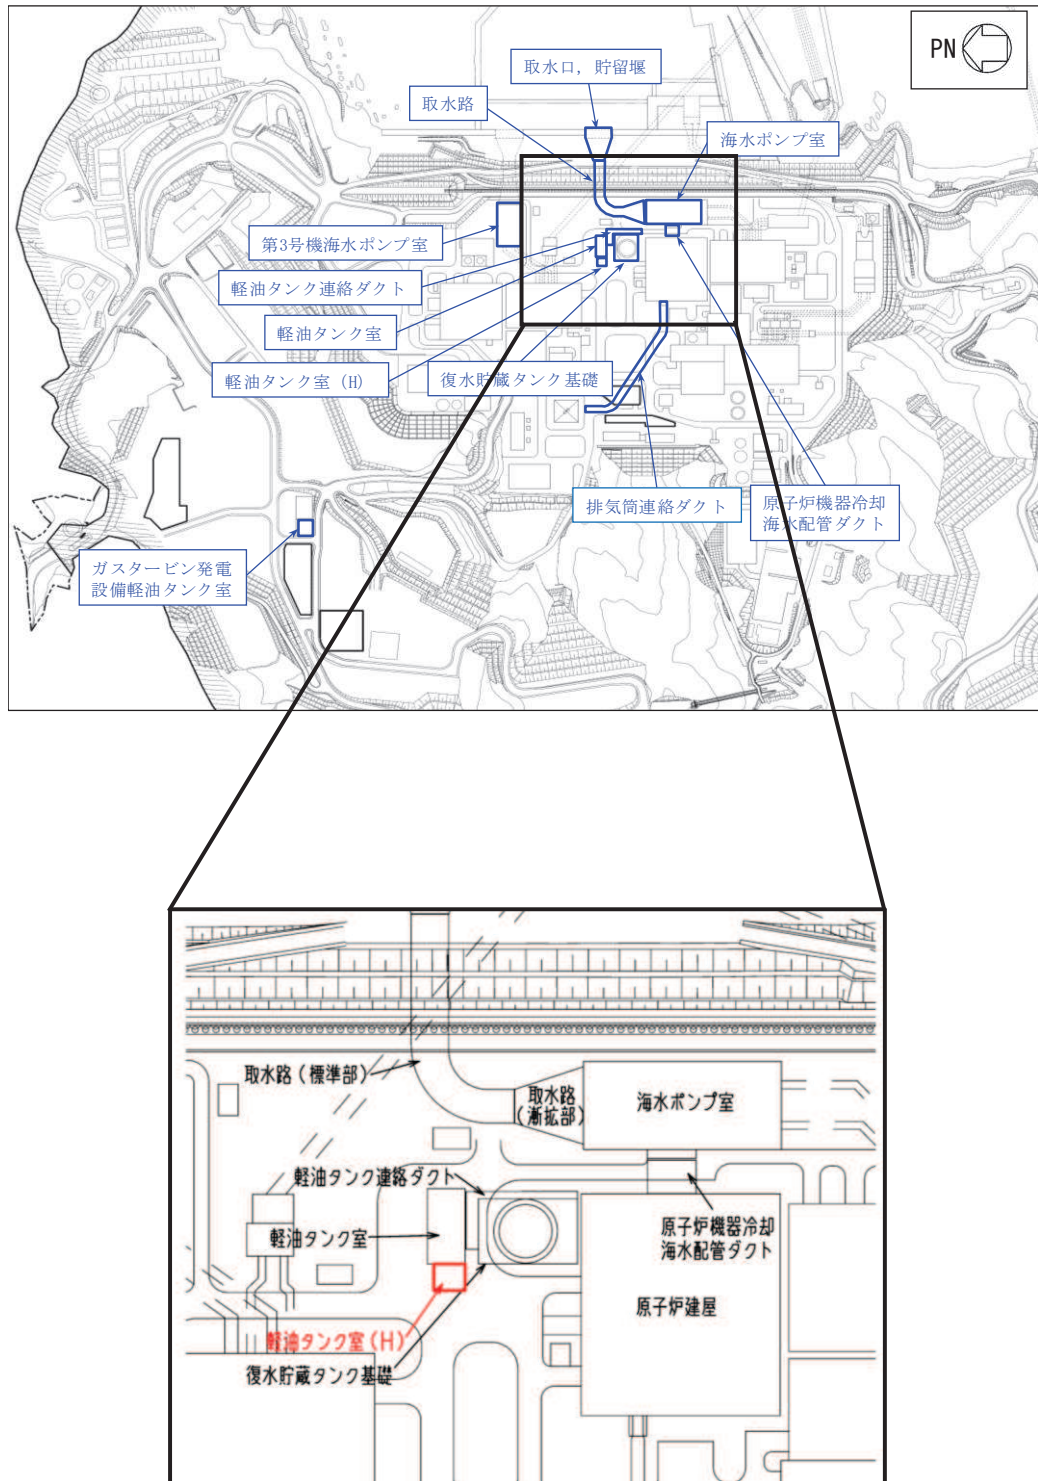 PN
取水口，貯留堰
取水路
海水ポンプ室
第3号機海水ポンプ室
軽油タンク連絡ダクト
軽油タンク室
軽油タンク室（H）
復水貯蔵タンク基礎
排気筒連絡ダクト
原子炉機器冷却
海水配管ダクト
ガスタービン発電
設備軽油タンク室
取水路（標準部）
取水路
（漸拡部）
海水ポンプ室
軽油タンク連絡ダクト
軽油タンク室
原子炉機器冷却
海水配管ダクト
原子炉建屋
軽油タンク室（H）
復水貯蔵タンク基礎